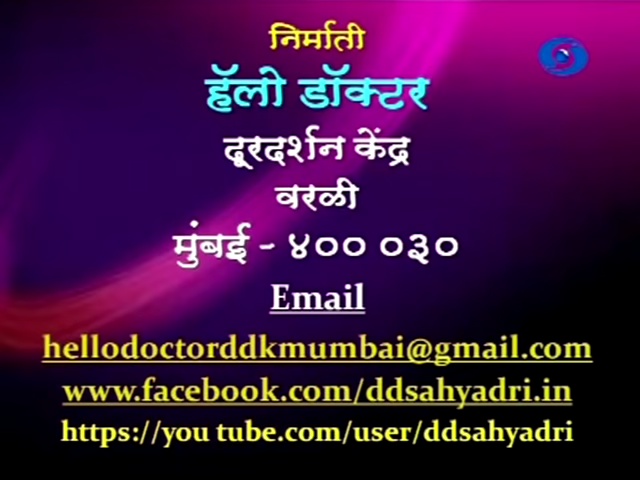 निर्माती
हॅलो डॉक्टर
दूरदर्शन केंद्र
वरळी
मुंबई - ४०० ०३०
Email
hellodoctorddkmumbai@gmail.com
www.facebook.com/ddsahyadri.in
https://you tube.com/user/ddsahyadri